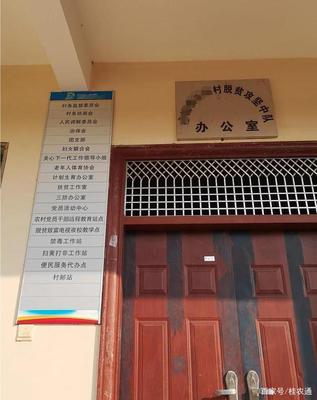 村务监督委员会
村务扶贫会
人民调解委员会
治保会
团支部
妇女联合会
关心下一代工作领导小组
老年人体育协会
计划生育办公室
扶贫工作室
三防办公室
党员活动中心
农村党员干部远程教育站点
脱贫致富电视夜校教学点
禁毒工作站
扫黄打非工作站
便民服务代办点
村邮站
村脱贫攻坚中队
办公室
百家号/桂农通